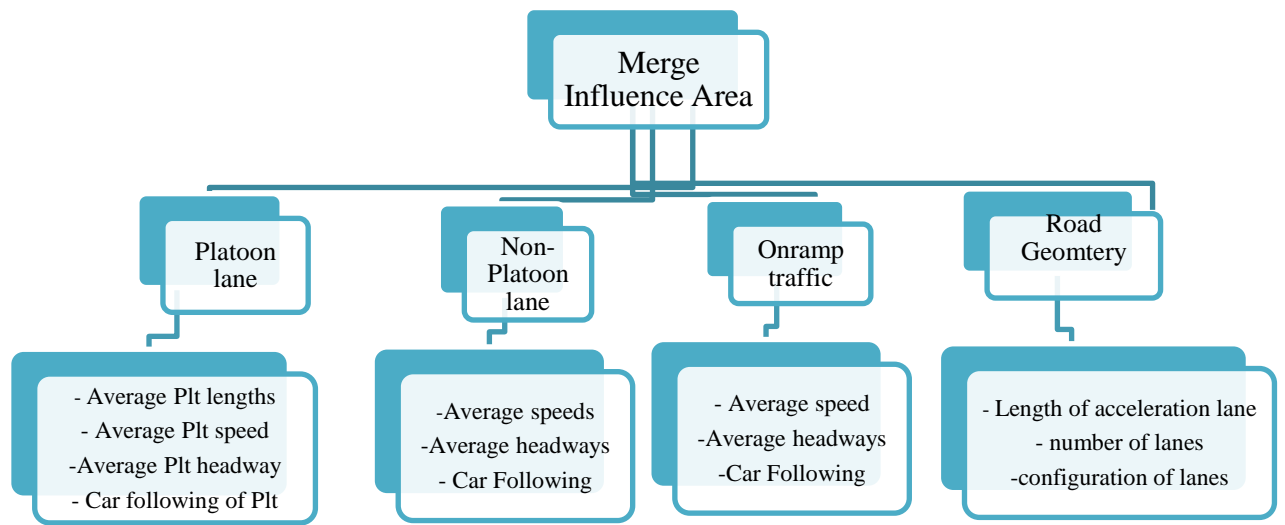 Merge
Influence Area
Platoon
lane
Non-
Platoon
lane
Onramp
traffic
Road
Geomtery
- Average Plt lengths
- Average Plt speed
-Average Plt headway
- Car following of Plt
-Average speeds
-Average headways
- Car Following
- Average speed
-Average headways
-Car Following
- Length of acceleration lane
- number of lanes
-configuration of lanes